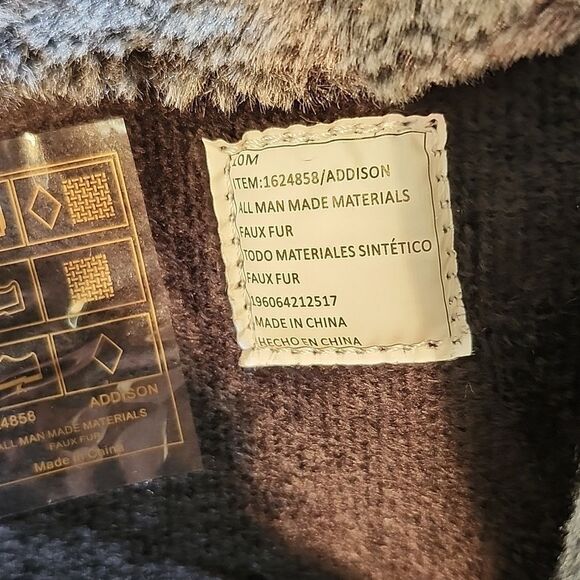 10M
ITEM:1624858/ADDISON
ALL MAN MADE MATERIALS
FAUX FUR
TODO MATERIALES SINTÉTICO
FAUX FUR
196064212517
MADE IN CHINA
HECHO EN CHINA
4858 ADDISON
ALL MAN MADE MATERIALS
FAUX FUR
Made in China